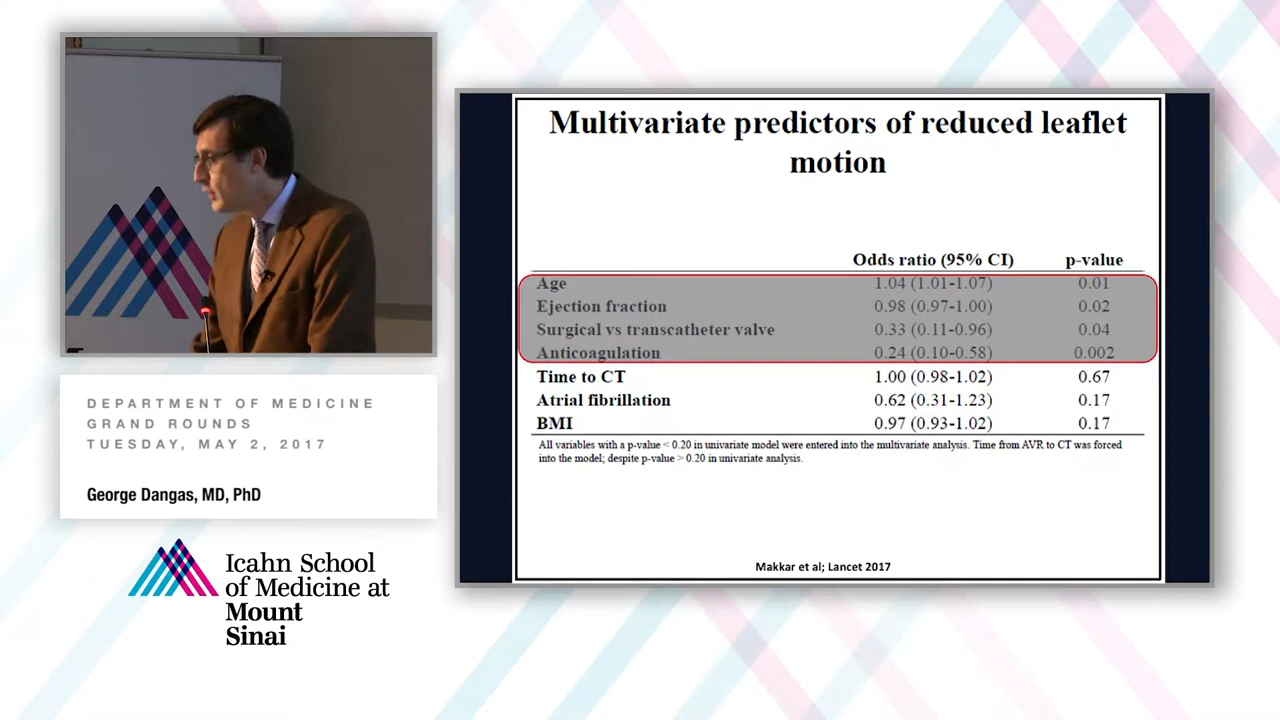 DEPARTMENT OF MEDICINE
GRAND ROUNDS
TUESDAY, MAY 2, 2017
George Dangas, MD, PhD
Icahn School
of Medicine at
Mount
Sinai
Multivariate predictors of reduced leaflet
motion
Odds ratio (95% CI) p-value
Age 1.04 (1.01-1.07) 0.01
Ejection fraction 0.98 (0.97-1.00) 0.02
Surgical vs transcatheter valve 0.33 (0.11-0.96) 0.04
Anticoagulation 0.24 (0.10-0.58) 0.002
Time to CT 1.00 (0.98-1.02) 0.67
Atrial fibrillation 0.62 (0.31-1.23) 0.17
BMI 0.97 (0.93-1.02) 0.17
All variables with a p-value < 0.20 in univariate model were entered into the multivariate analysis. Time from AVR to CT was forced
into the model; despite p-value > 0.20 in univariate analysis.
Makkar et al; Lancet 2017